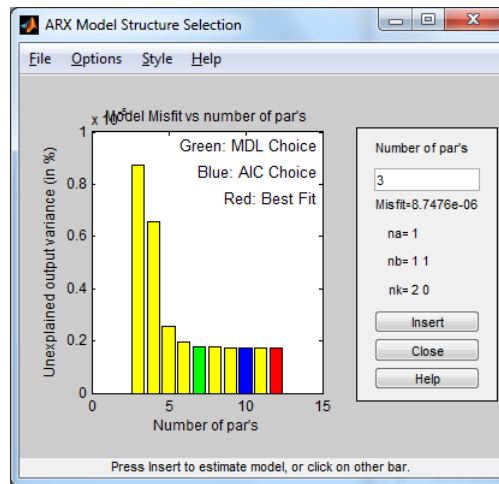 ARX Model Structure Selection
File Options Style Help
x 10^-5
Model Misfit vs number of par's
Green: MDL Choice
Blue: AIC Choice
Red: Best Fit
Unexplained output variance (in %)
1
0.8
0.6
0.4
0.2
0
0 5 10 15
Number of par's
Number of par's
3
Misfit=8.7476e-06
na= 1
nb= 1 1
nk= 2 0
Insert
Close
Help
Press Insert to estimate model, or click on other bar.